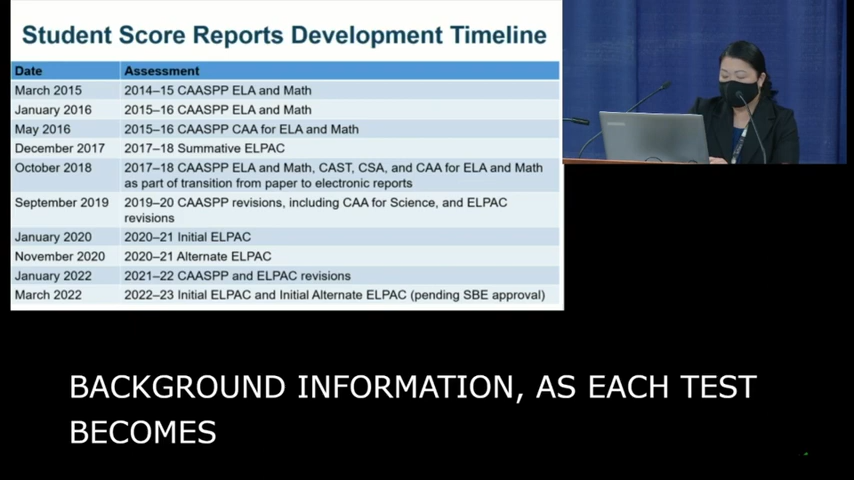 Student Score Reports Development Timeline
Date Assessment
March 2015 2014–15 CAASPP ELA and Math
January 2016 2015–16 CAASPP ELA and Math
May 2016 2015–16 CAASPP CAA for ELA and Math
December 2017 2017–18 Summative ELPAC
October 2018 2017–18 CAASPP ELA and Math, CAST, CSA, and CAA for ELA and Math
as part of transition from paper to electronic reports
September 2019 2019–20 CAASPP revisions, including CAA for Science, and ELPAC
revisions
January 2020 2020–21 Initial ELPAC
November 2020 2020–21 Alternate ELPAC
January 2022 2021–22 CAASPP and ELPAC revisions
March 2022 2022–23 Initial ELPAC and Initial Alternate ELPAC (pending SBE approval)
BACKGROUND INFORMATION, AS EACH TEST
BECOMES